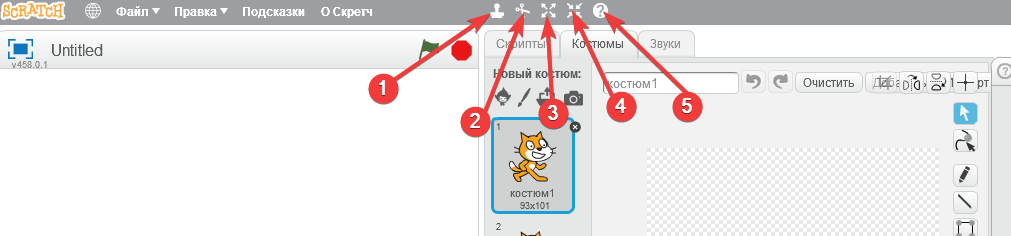 SCRATCH Файл Правка Подсказки О Скретч
Untitled
v458.0.1
Скрипты Костюмы Звуки
Новый костюм:
костюм1 Очистить
1 2 3 4 5
1
костюм1
93x101
2